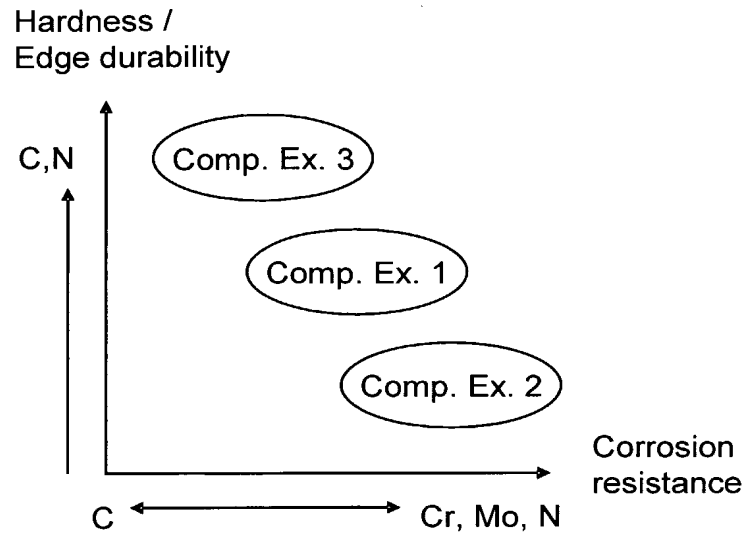 Hardness /
Edge durability
C,N
Comp. Ex. 3
Comp. Ex. 1
Comp. Ex. 2
Corrosion
resistance
C
Cr, Mo, N